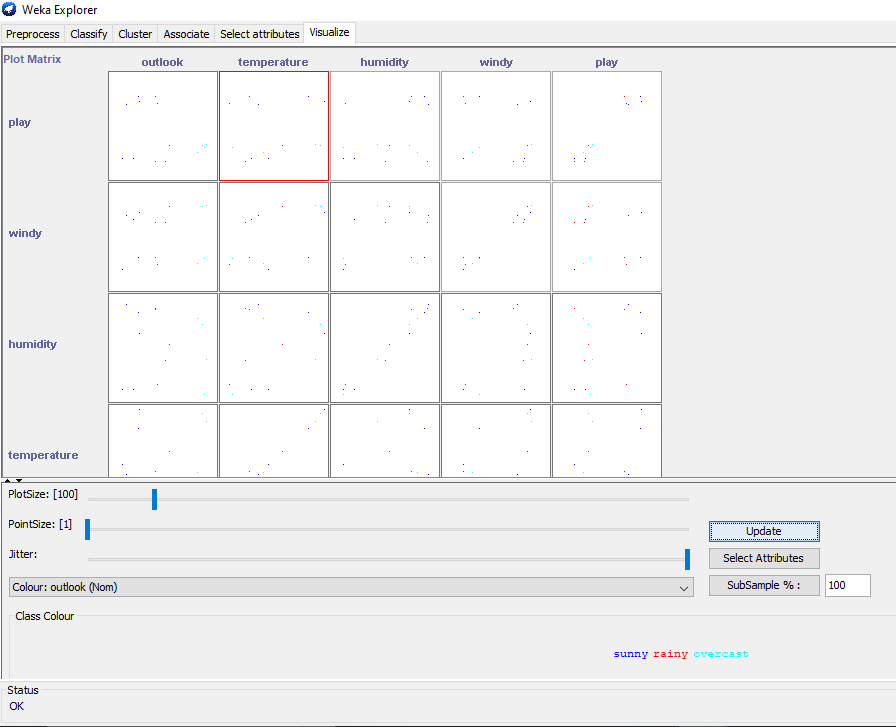 Weka Explorer
Preprocess Classify Cluster Associate Select attributes Visualize
Plot Matrix
outlook temperature humidity windy play
play
windy
humidity
temperature
PlotSize: [100]
PointSize: [1]
Update
Jitter:
Select Attributes
Colour: outlook (Nom)
SubSample % : 100
Class Colour
sunny rainy overcast
Status
OK